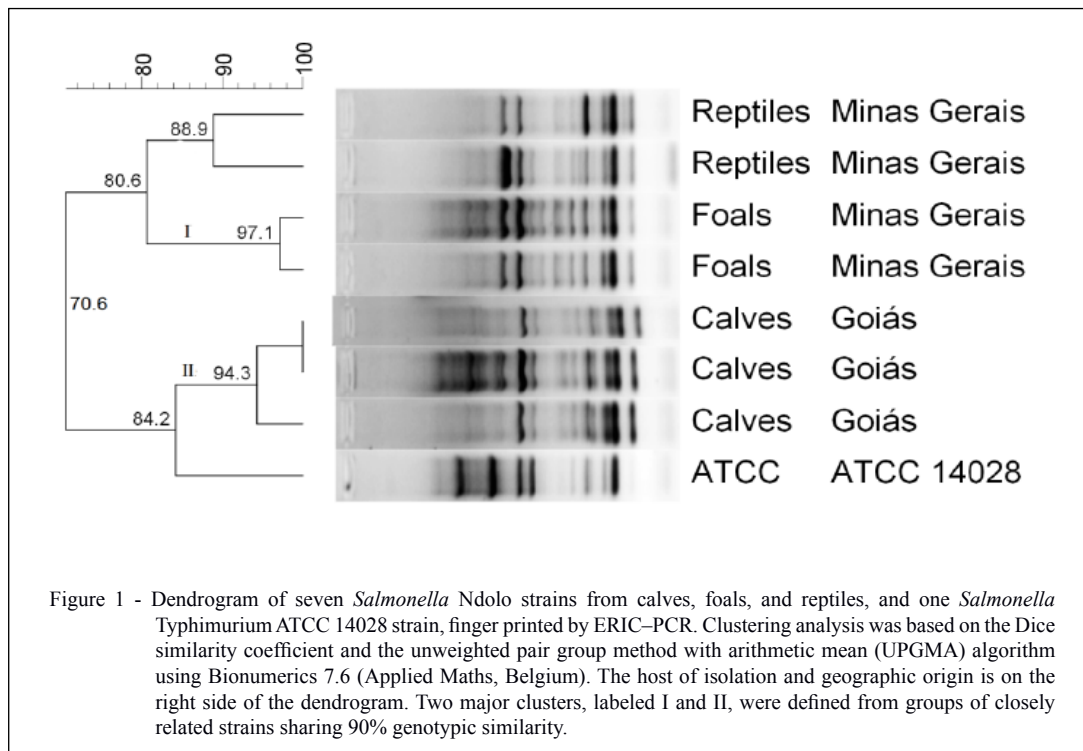 80 90 100
88.9
80.6
I 97.1
70.6
II 94.3
84.2
Reptiles Minas Gerais
Reptiles Minas Gerais
Foals Minas Gerais
Foals Minas Gerais
Calves Goiás
Calves Goiás
Calves Goiás
ATCC ATCC 14028
Figure 1 - Dendrogram of seven Salmonella Ndolo strains from calves, foals, and reptiles, and one Salmonella
Typhimurium ATCC 14028 strain, finger printed by ERIC–PCR. Clustering analysis was based on the Dice
similarity coefficient and the unweighted pair group method with arithmetic mean (UPGMA) algorithm
using Bionumerics 7.6 (Applied Maths, Belgium). The host of isolation and geographic origin is on the
right side of the dendrogram. Two major clusters, labeled I and II, were defined from groups of closely
related strains sharing 90% genotypic similarity.